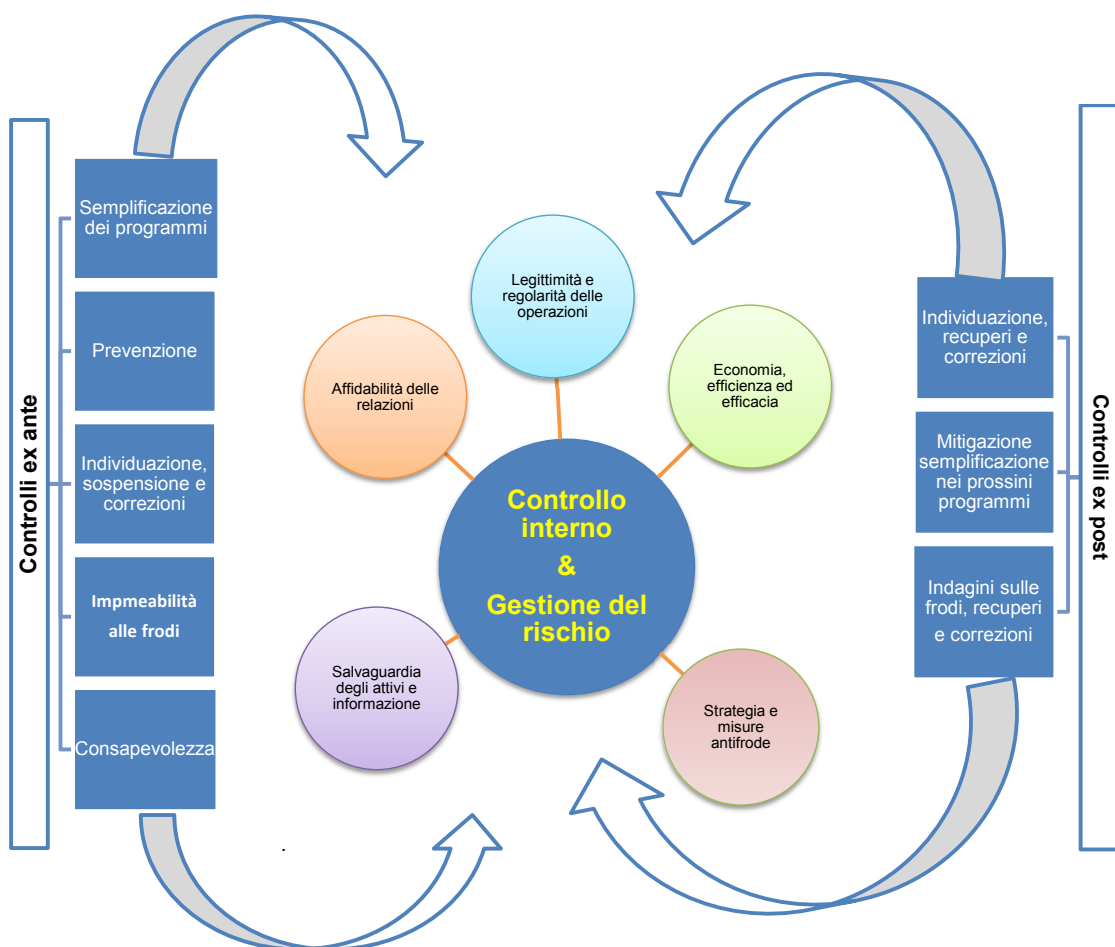 Controlli ex ante
Semplificazione
dei programmi
Prevenzione
Individuazione,
sospensione e
correzioni
Impmeabilità
alle frodi
Consapevolezza
Legittimità e
regolarità delle
operazioni
Affidabilità delle
relazioni
Economia,
efficienza ed
efficacia
Controllo
interno
&
Gestione del
rischio
Salvaguardia
degli attivi e
informazione
Strategia e
misure
antifrode
.
Individuazione,
recuperi e
correzioni
Mitigazione
semplificazione
nei prossini
programmi
Indagini sulle
frodi, recuperi
e correzioni
Controlli ex post